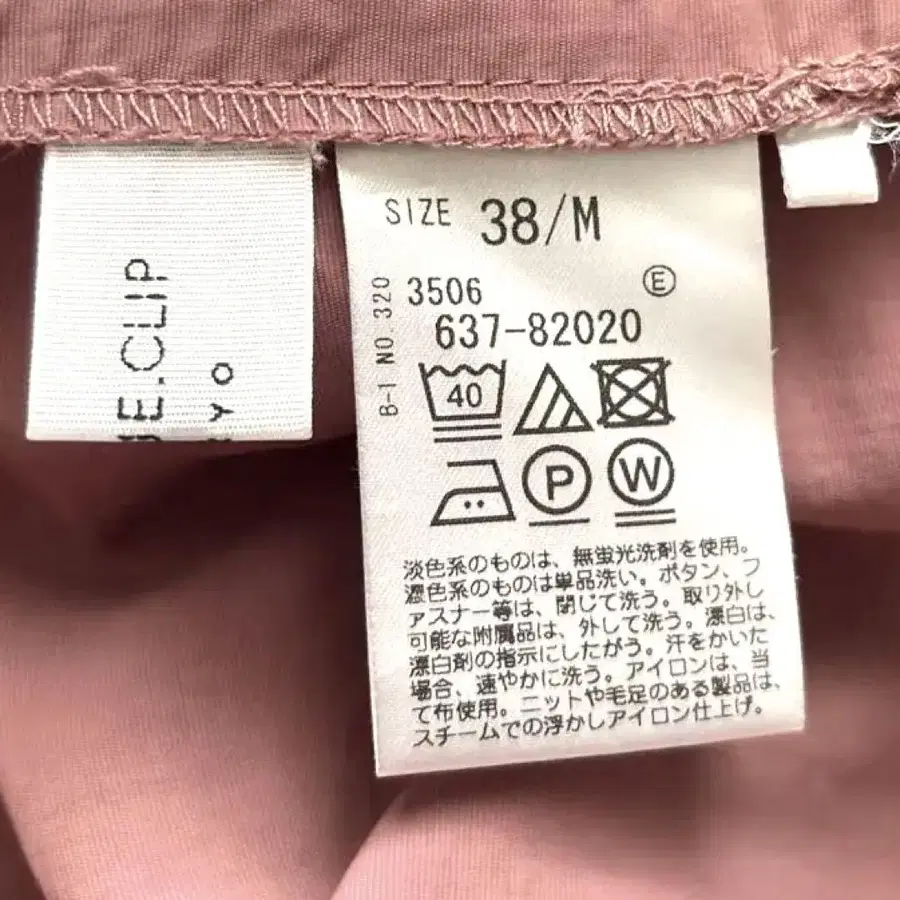 E.CLIP
YO
SIZE 38/M
B-1 NO.320
3506
Ⓔ
637-82020
40
P
W
淡色系のものは、無蛍光洗剤を使用。
濃色系のものは単品洗い。ボタン、フ
ァスナー等は、閉じて洗う。取り外し
可能な附属品は、外して洗う。漂白は、
漂白剤の指示にしたがう。汗をかいた
場合、速やかに洗う。アイロンは、当
て布使用。ニットや毛足のある製品は、
スチームでの浮かしアイロン仕上げ。